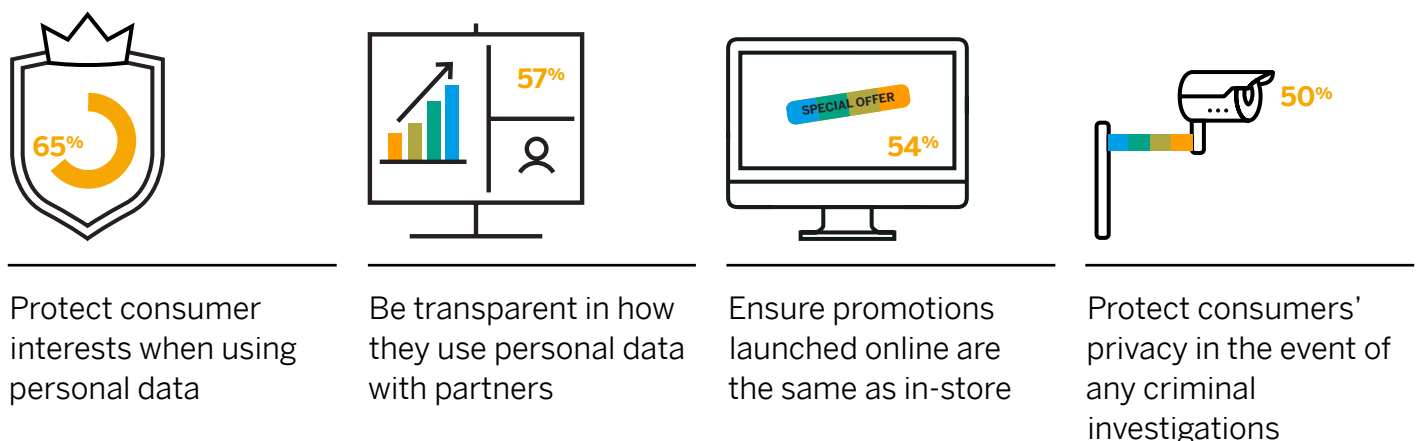 65%
Protect consumer
interests when using
personal data
57%
Be transparent in how
they use personal data
with partners
SPECIAL OFFER
54%
Ensure promotions
launched online are
the same as in-store
50%
Protect consumers’
privacy in the event of
any criminal
investigations